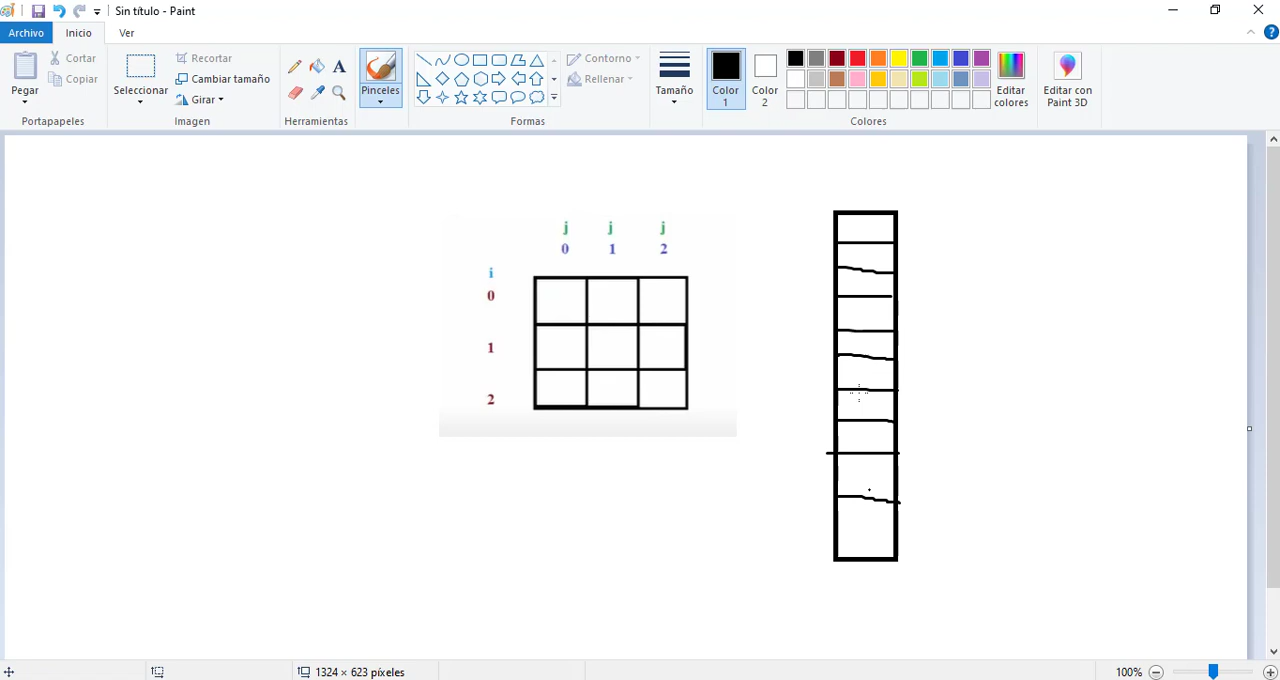 Sin título - Paint
Archivo Inicio Ver
Pegar
Cortar
Copiar
Portapapeles
Seleccionar
Recortar
Cambiar tamaño
Girar
Imagen
A
Herramientas
Pinceles
Contorno
Rellenar
Formas
Tamaño
Color
1
Color
2
Editar
colores
Colores
Editar con
Paint 3D
?
j j j
0 1 2
i
0
1
2
1324 × 623 píxeles
100%